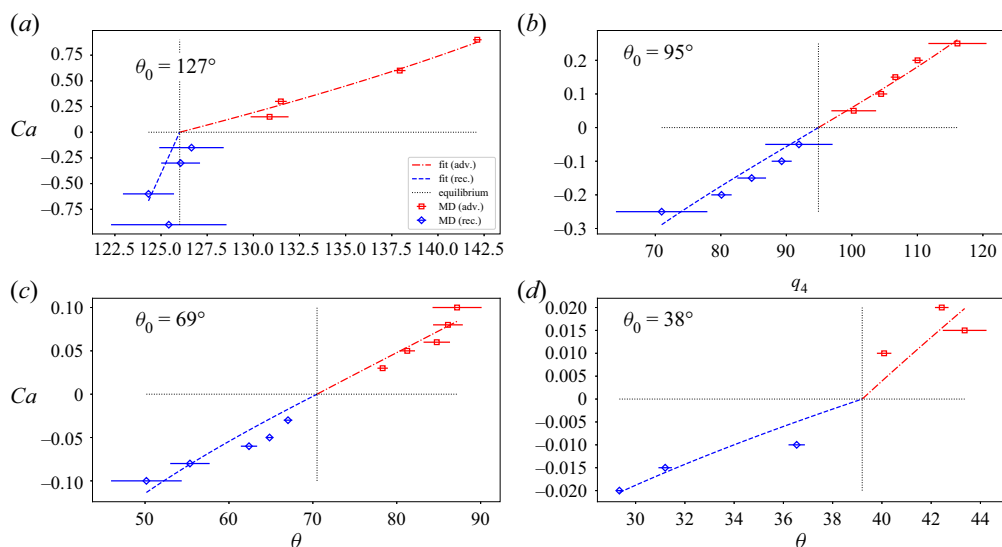 (a)
0.75
0.50
0.25
0
−0.25
−0.50
−0.75
Ca
θ0 = 127°
fit (adv.)
fit (rec.)
equilibrium
MD (adv.)
MD (rec.)
122.5 125.0 127.5 130.0 132.5 135.0 137.5 140.0 142.5
(b)
0.2
0.1
0
−0.1
−0.2
−0.3
θ0 = 95°
70 80 90 100 110 120
q4
(c)
0.10
0.05
0
−0.05
−0.10
Ca
θ0 = 69°
50 60 70 80 90
θ
(d)
0.020
0.015
0.010
0.005
0
−0.005
−0.010
−0.015
−0.020
θ0 = 38°
30 32 34 36 38 40 42 44
θ